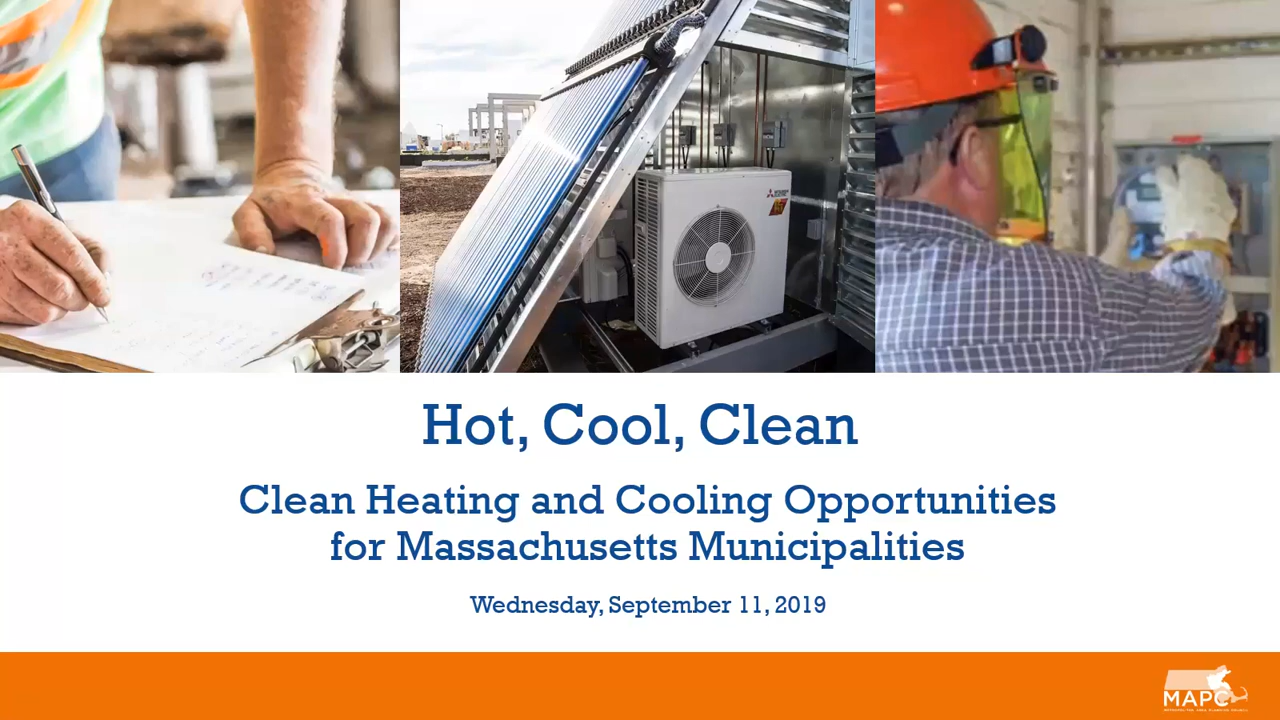 Hot, Cool, Clean
Clean Heating and Cooling Opportunities
for Massachusetts Municipalities
Wednesday, September 11, 2019
MAPC